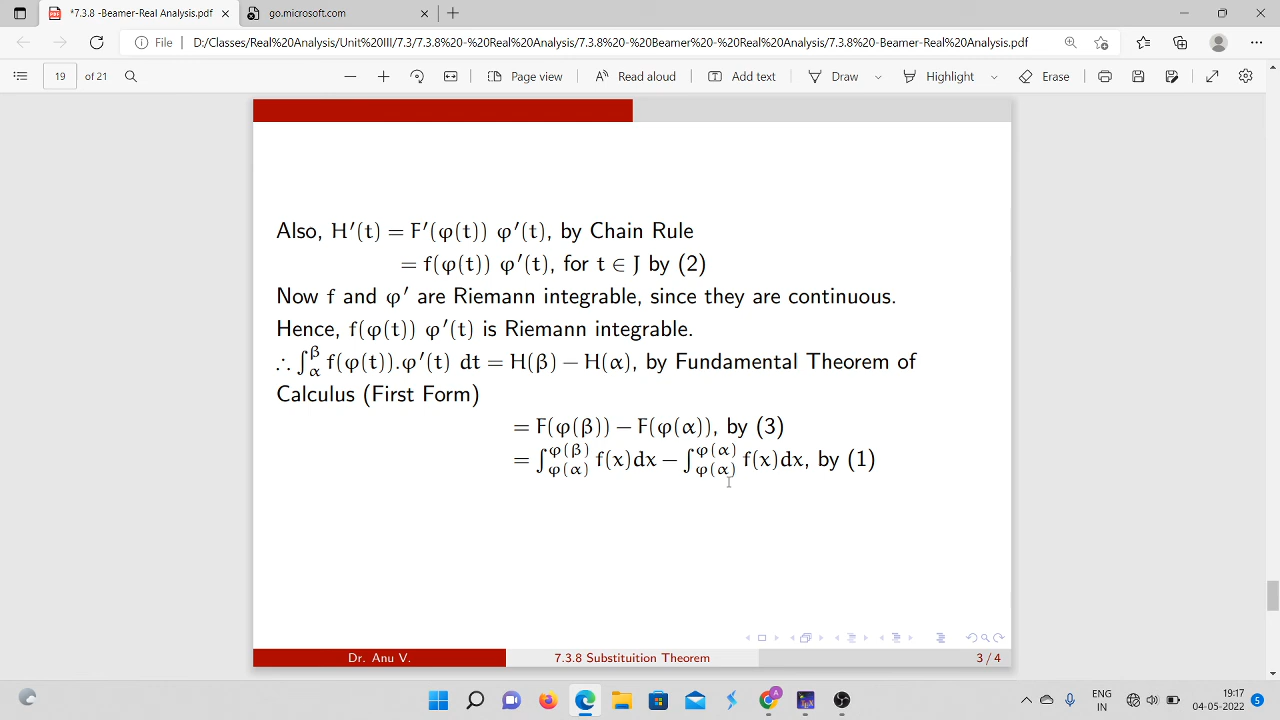 *7.3.8 -Beamer-Real Analysis.pdf
go.microsoft.com
File D:/Classes/Real%20Analysis/Unit%20III/7.3/7.3.8%20-%20Real%20Analysis/7.3.8%20-%20Beamer%20-%20Real%20Analysis/7.3.8%20-Beamer-Real%20Analysis.pdf
19 of 21 Page view Read aloud Add text Draw Highlight Erase
Also, H′(t) = F′(φ(t)) φ′(t), by Chain Rule
= f(φ(t)) φ′(t), for t ∈ J by (2)
Now f and φ′ are Riemann integrable, since they are continuous.
Hence, f(φ(t)) φ′(t) is Riemann integrable.
∴ ∫_α^β f(φ(t)).φ′(t) dt = H(β) − H(α), by Fundamental Theorem of
Calculus (First Form)
= F(φ(β)) − F(φ(α)), by (3)
= ∫_φ(α)^φ(β) f(x)dx − ∫_φ(α)^φ(α) f(x)dx, by (1)
Dr. Anu V. 7.3.8 Substituition Theorem 3 / 4
ENG 19:17
IN 04-05-2022 5
A